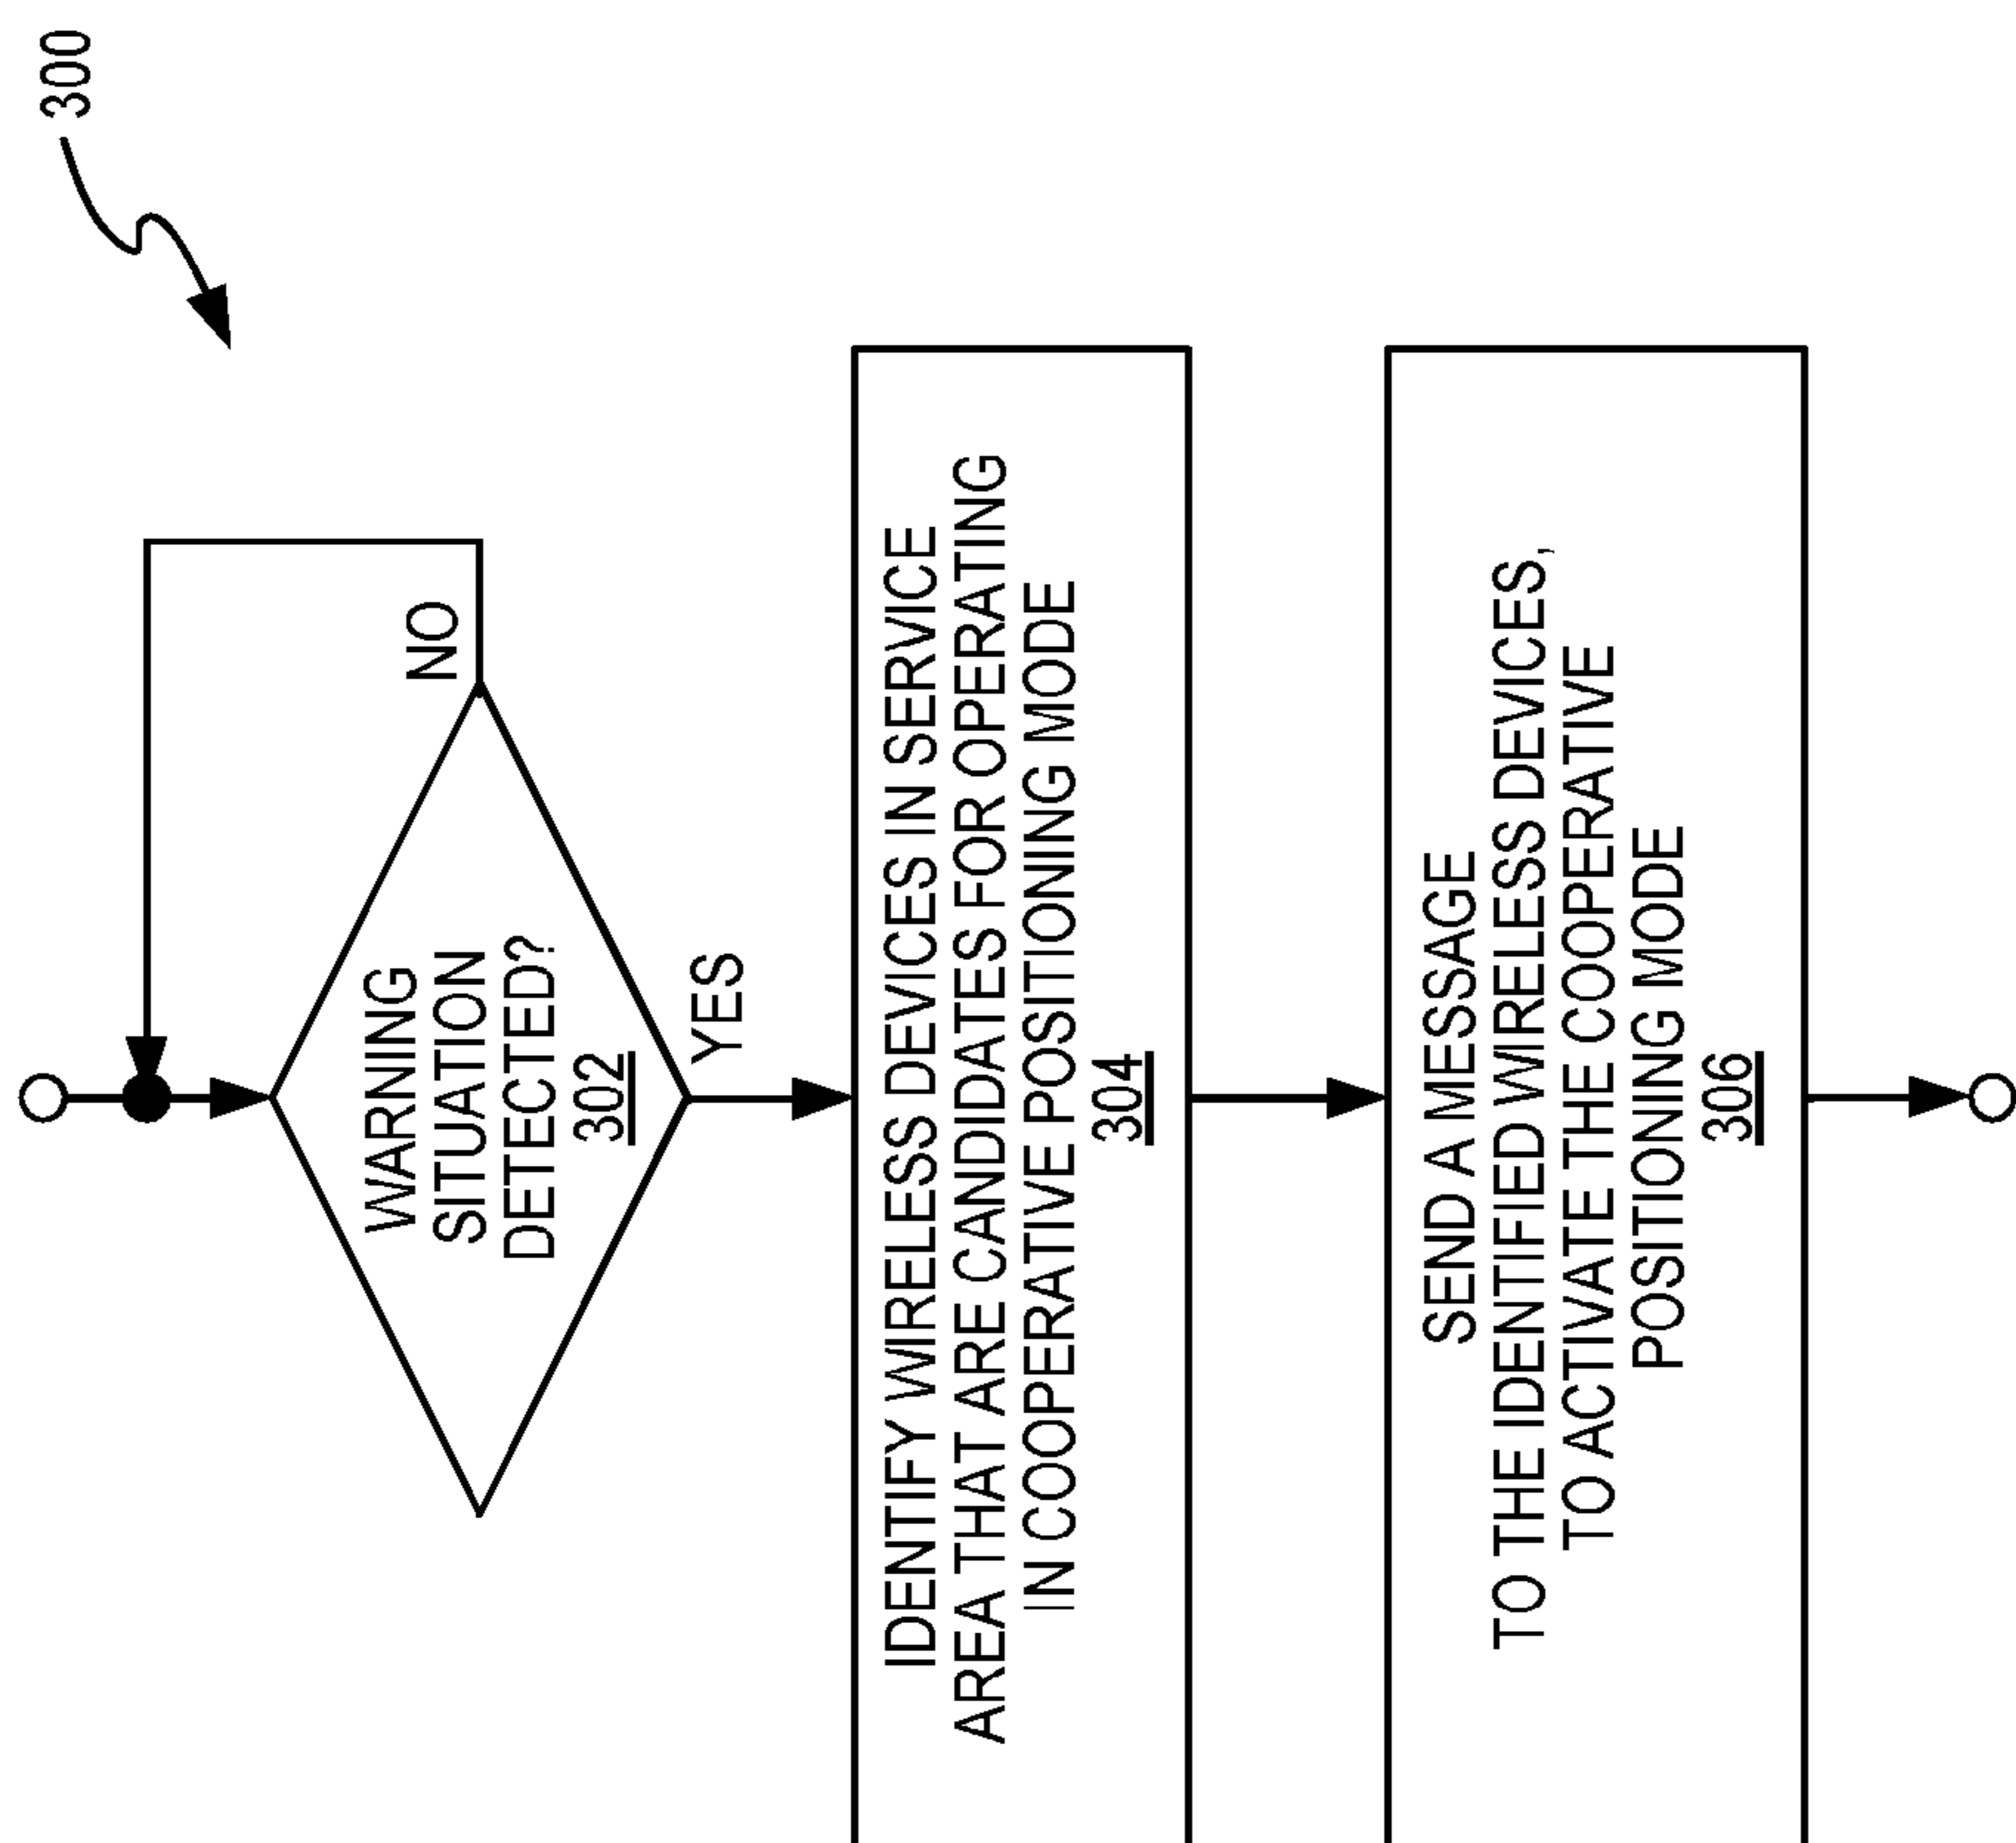 300
WARNING
SITUATION
DETECTED?
302
NO
YES
IDENTIFY WIRELESS DEVICES IN SERVICE
AREA THAT ARE CANDIDATES FOR OPERATING
IN COOPERATIVE POSITIONING MODE
304
SEND A MESSAGE
TO THE IDENTIFIED WIRELESS DEVICES,
TO ACTIVATE THE COOPERATIVE
POSITIONING MODE
306